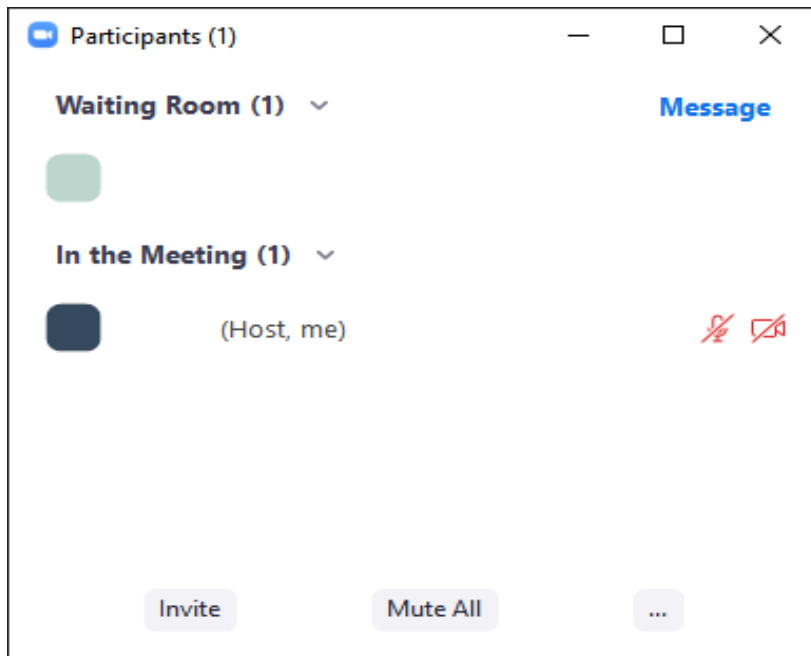 Participants (1)
Waiting Room (1)
Message
In the Meeting (1)
(Host, me)
Invite
Mute All
...